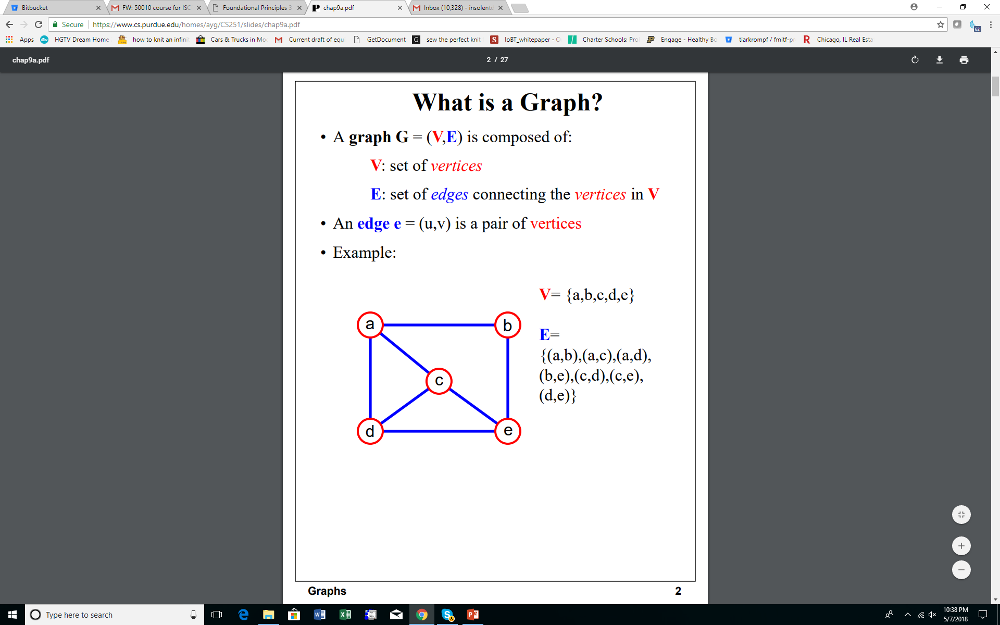 Bitbucket
FW: 50010 course for ISC
Foundational Principles 3
chap9a.pdf
Inbox (10,328) - insolent
Secure
https://www.cs.purdue.edu/homes/ayg/CS251/slides/chap9a.pdf
62
Apps
HGTV Dream Home
how to knit an infinit
Cars & Trucks in Mo
Current draft of equi
GetDocument
sew the perfect knit
IoBT_whitepaper - O
Charter Schools: Pro
Engage - Healthy Bo
tiarkrompf / fmitf-pr
Chicago, IL Real Esta
chap9a.pdf
2 / 27
What is a Graph?
• A graph G = (V,E) is composed of:
V: set of vertices
E: set of edges connecting the vertices in V
• An edge e = (u,v) is a pair of vertices
• Example:
V= {a,b,c,d,e}
E=
{(a,b),(a,c),(a,d),
(b,e),(c,d),(c,e),
(d,e)}
a
b
c
d
e
Graphs
2
Type here to search
10:38 PM
5/7/2018